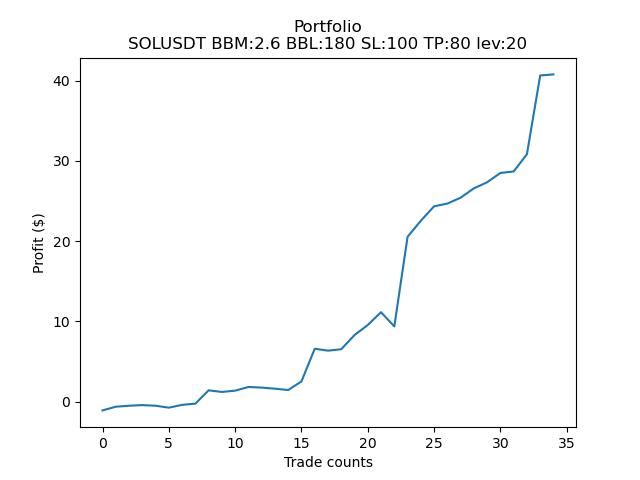 Portfolio
SOLUSDT BBM:2.6 BBL:180 SL:100 TP:80 lev:20
40
30
20
10
0
Profit ($)
0 5 10 15 20 25 30 35
Trade counts